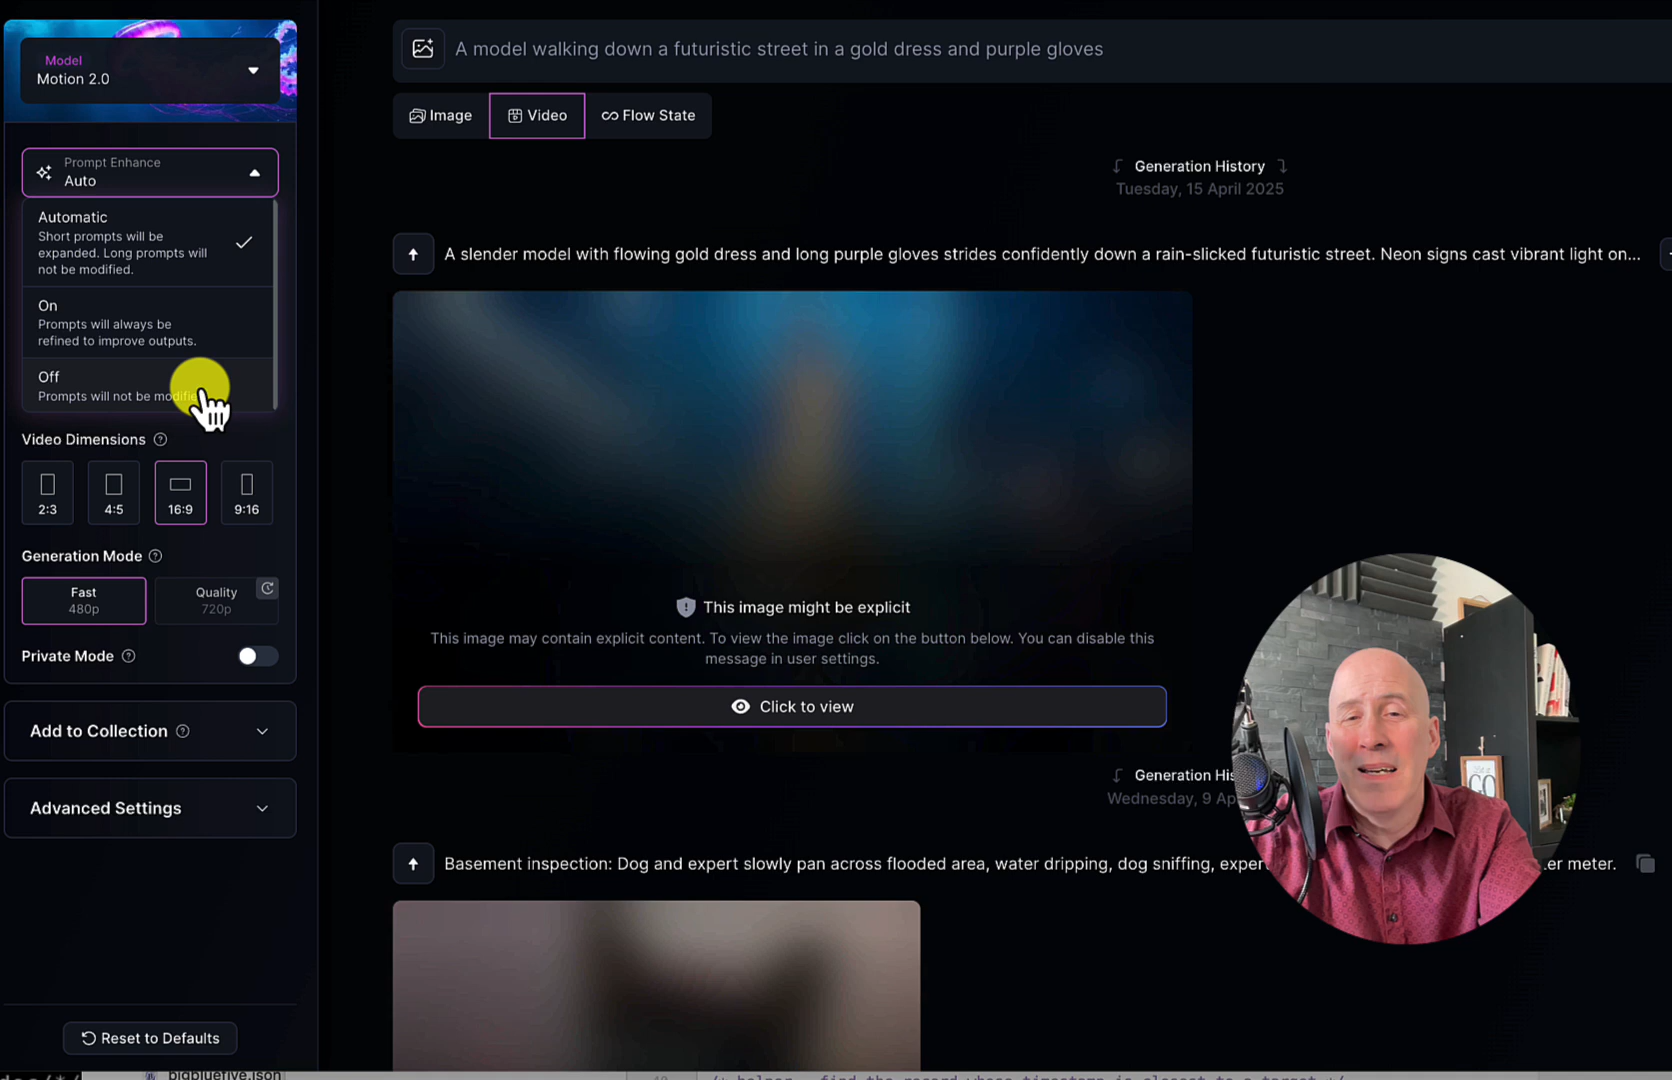 Model
Motion 2.0
Prompt Enhance
Auto
Automatic
Short prompts will be
expanded. Long prompts will
not be modified.
On
Prompts will always be
refined to improve outputs.
Off
Prompts will not be
Video Dimensions
2:3
4:5
16:9
9:16
Generation Mode
Fast
480p
Quality
720p
Private Mode
Add to Collection
Advanced Settings
Reset to Defaults
A model walking down a futuristic street in a gold dress and purple gloves
Image
Video
Flow State
Generation History
Tuesday, 15 April 2025
A slender model with flowing gold dress and long purple gloves strides confidently down a rain-slicked futuristic street. Neon signs cast vibrant light on...
This image might be explicit
This image may contain explicit content. To view the image click on the button below. You can disable this
message in user settings.
Click to view
Generation
Wednesday, 9
Basement inspection: Dog and expert slowly pan across flooded area, water dripping, dog sniffing, meter.
GO
bigbluefive.json